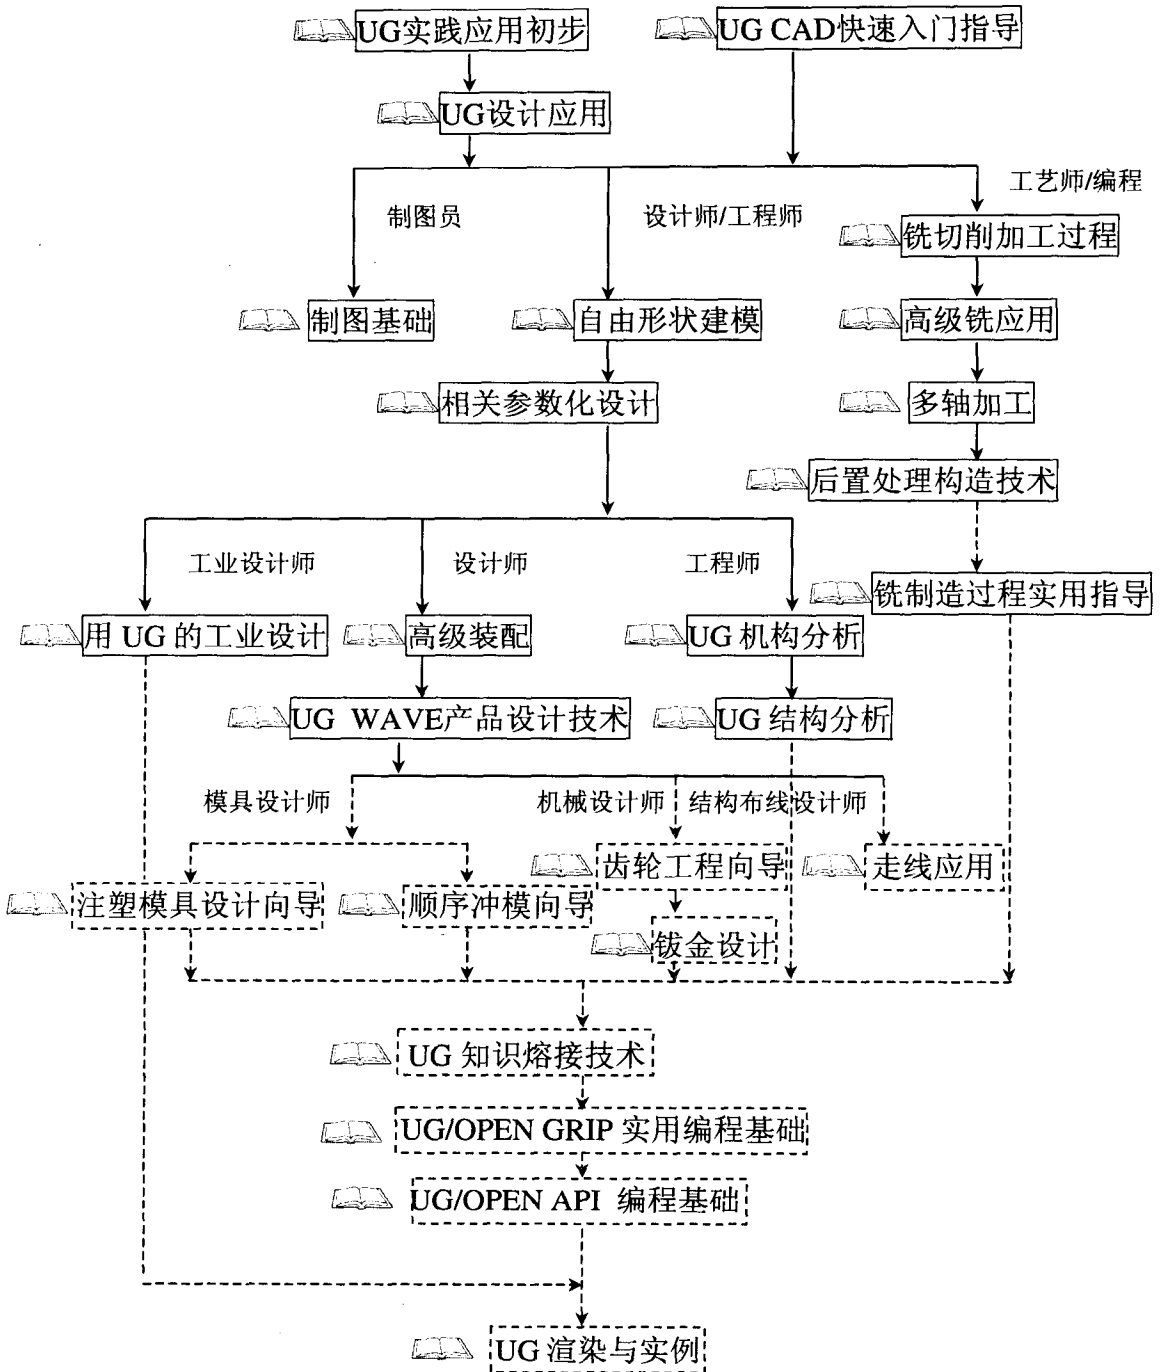 UG实践应用初步
UG CAD快速入门指导
UG设计应用
工艺师/编程
制图员
设计师/工程师
铣切削加工过程
制图基础
自由形状建模
高级铣应用
相关参数化设计
多轴加工
后置处理构造技术
工业设计师
设计师
工程师
铣制造过程实用指导
用 UG 的工业设计
高级装配
UG 机构分析
UG WAVE产品设计技术
UG 结构分析
模具设计师
机械设计师
结构布线设计师
齿轮工程向导
走线应用
注塑模具设计向导
顺序冲模向导
钣金设计
UG 知识熔接技术
UG/OPEN GRIP 实用编程基础
UG/OPEN API 编程基础
UG 渲染与实例